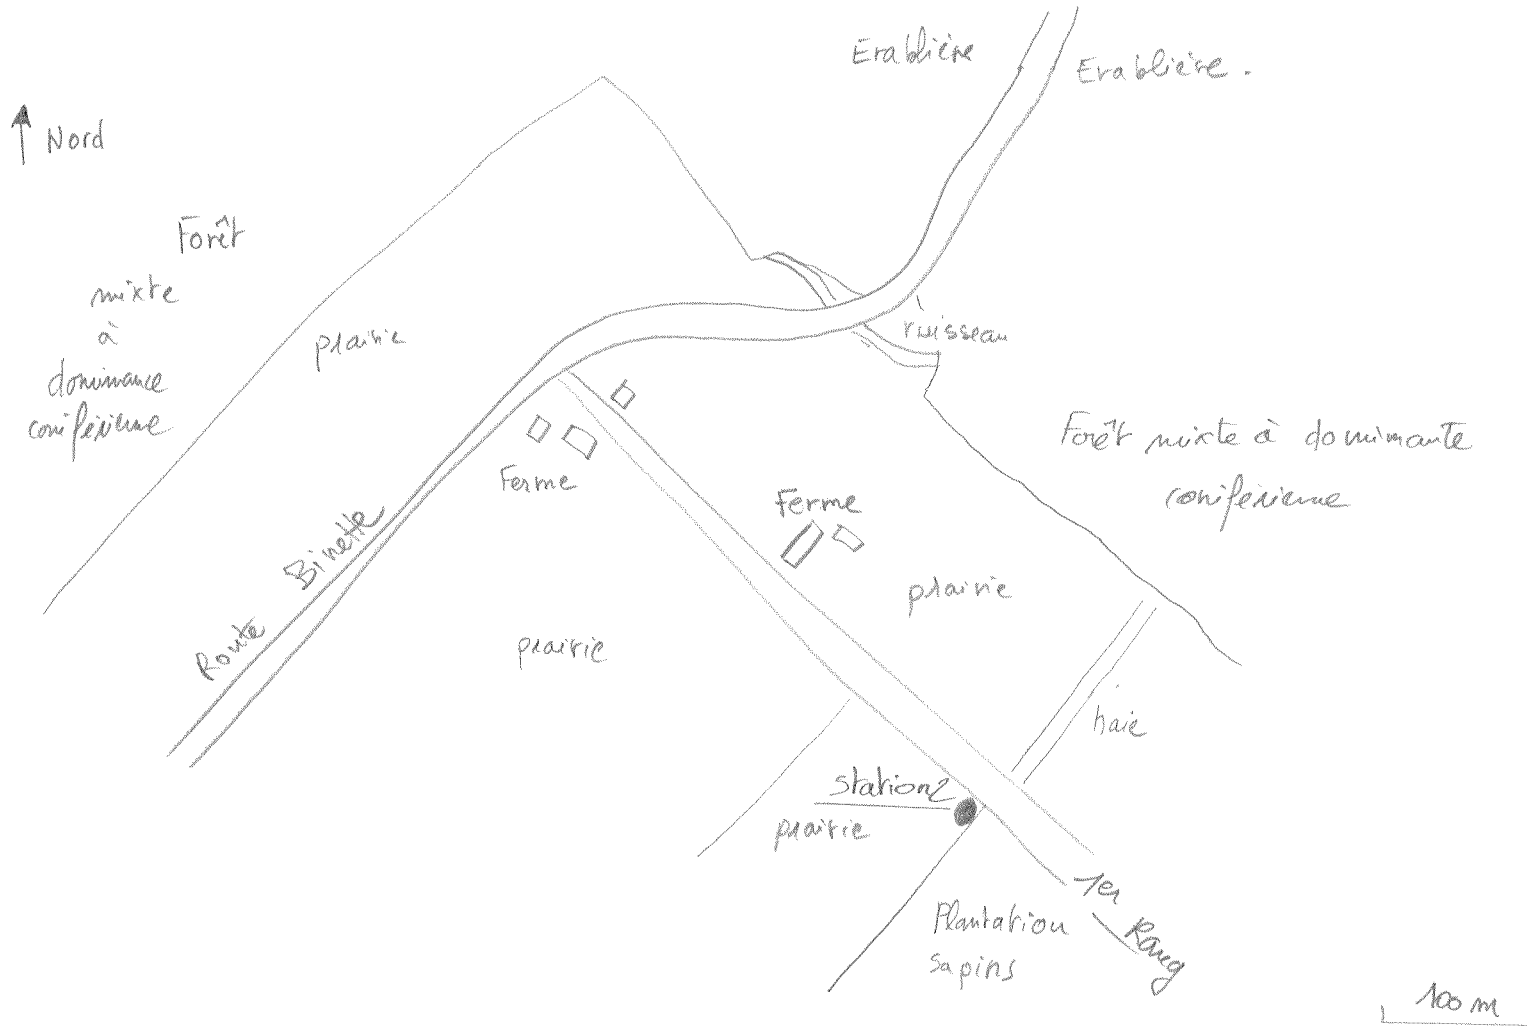 Erablière
Erablière.
Nord
Forêt
mixte
à
dominance
coniférienne
prairie
ruisseau
Forêt mixte à dominante
coniférienne
Ferme
Ferme
Route Binette
prairie
prairie
haie
Station2
prairie
1er Rang
Plantation
sapins
100 m